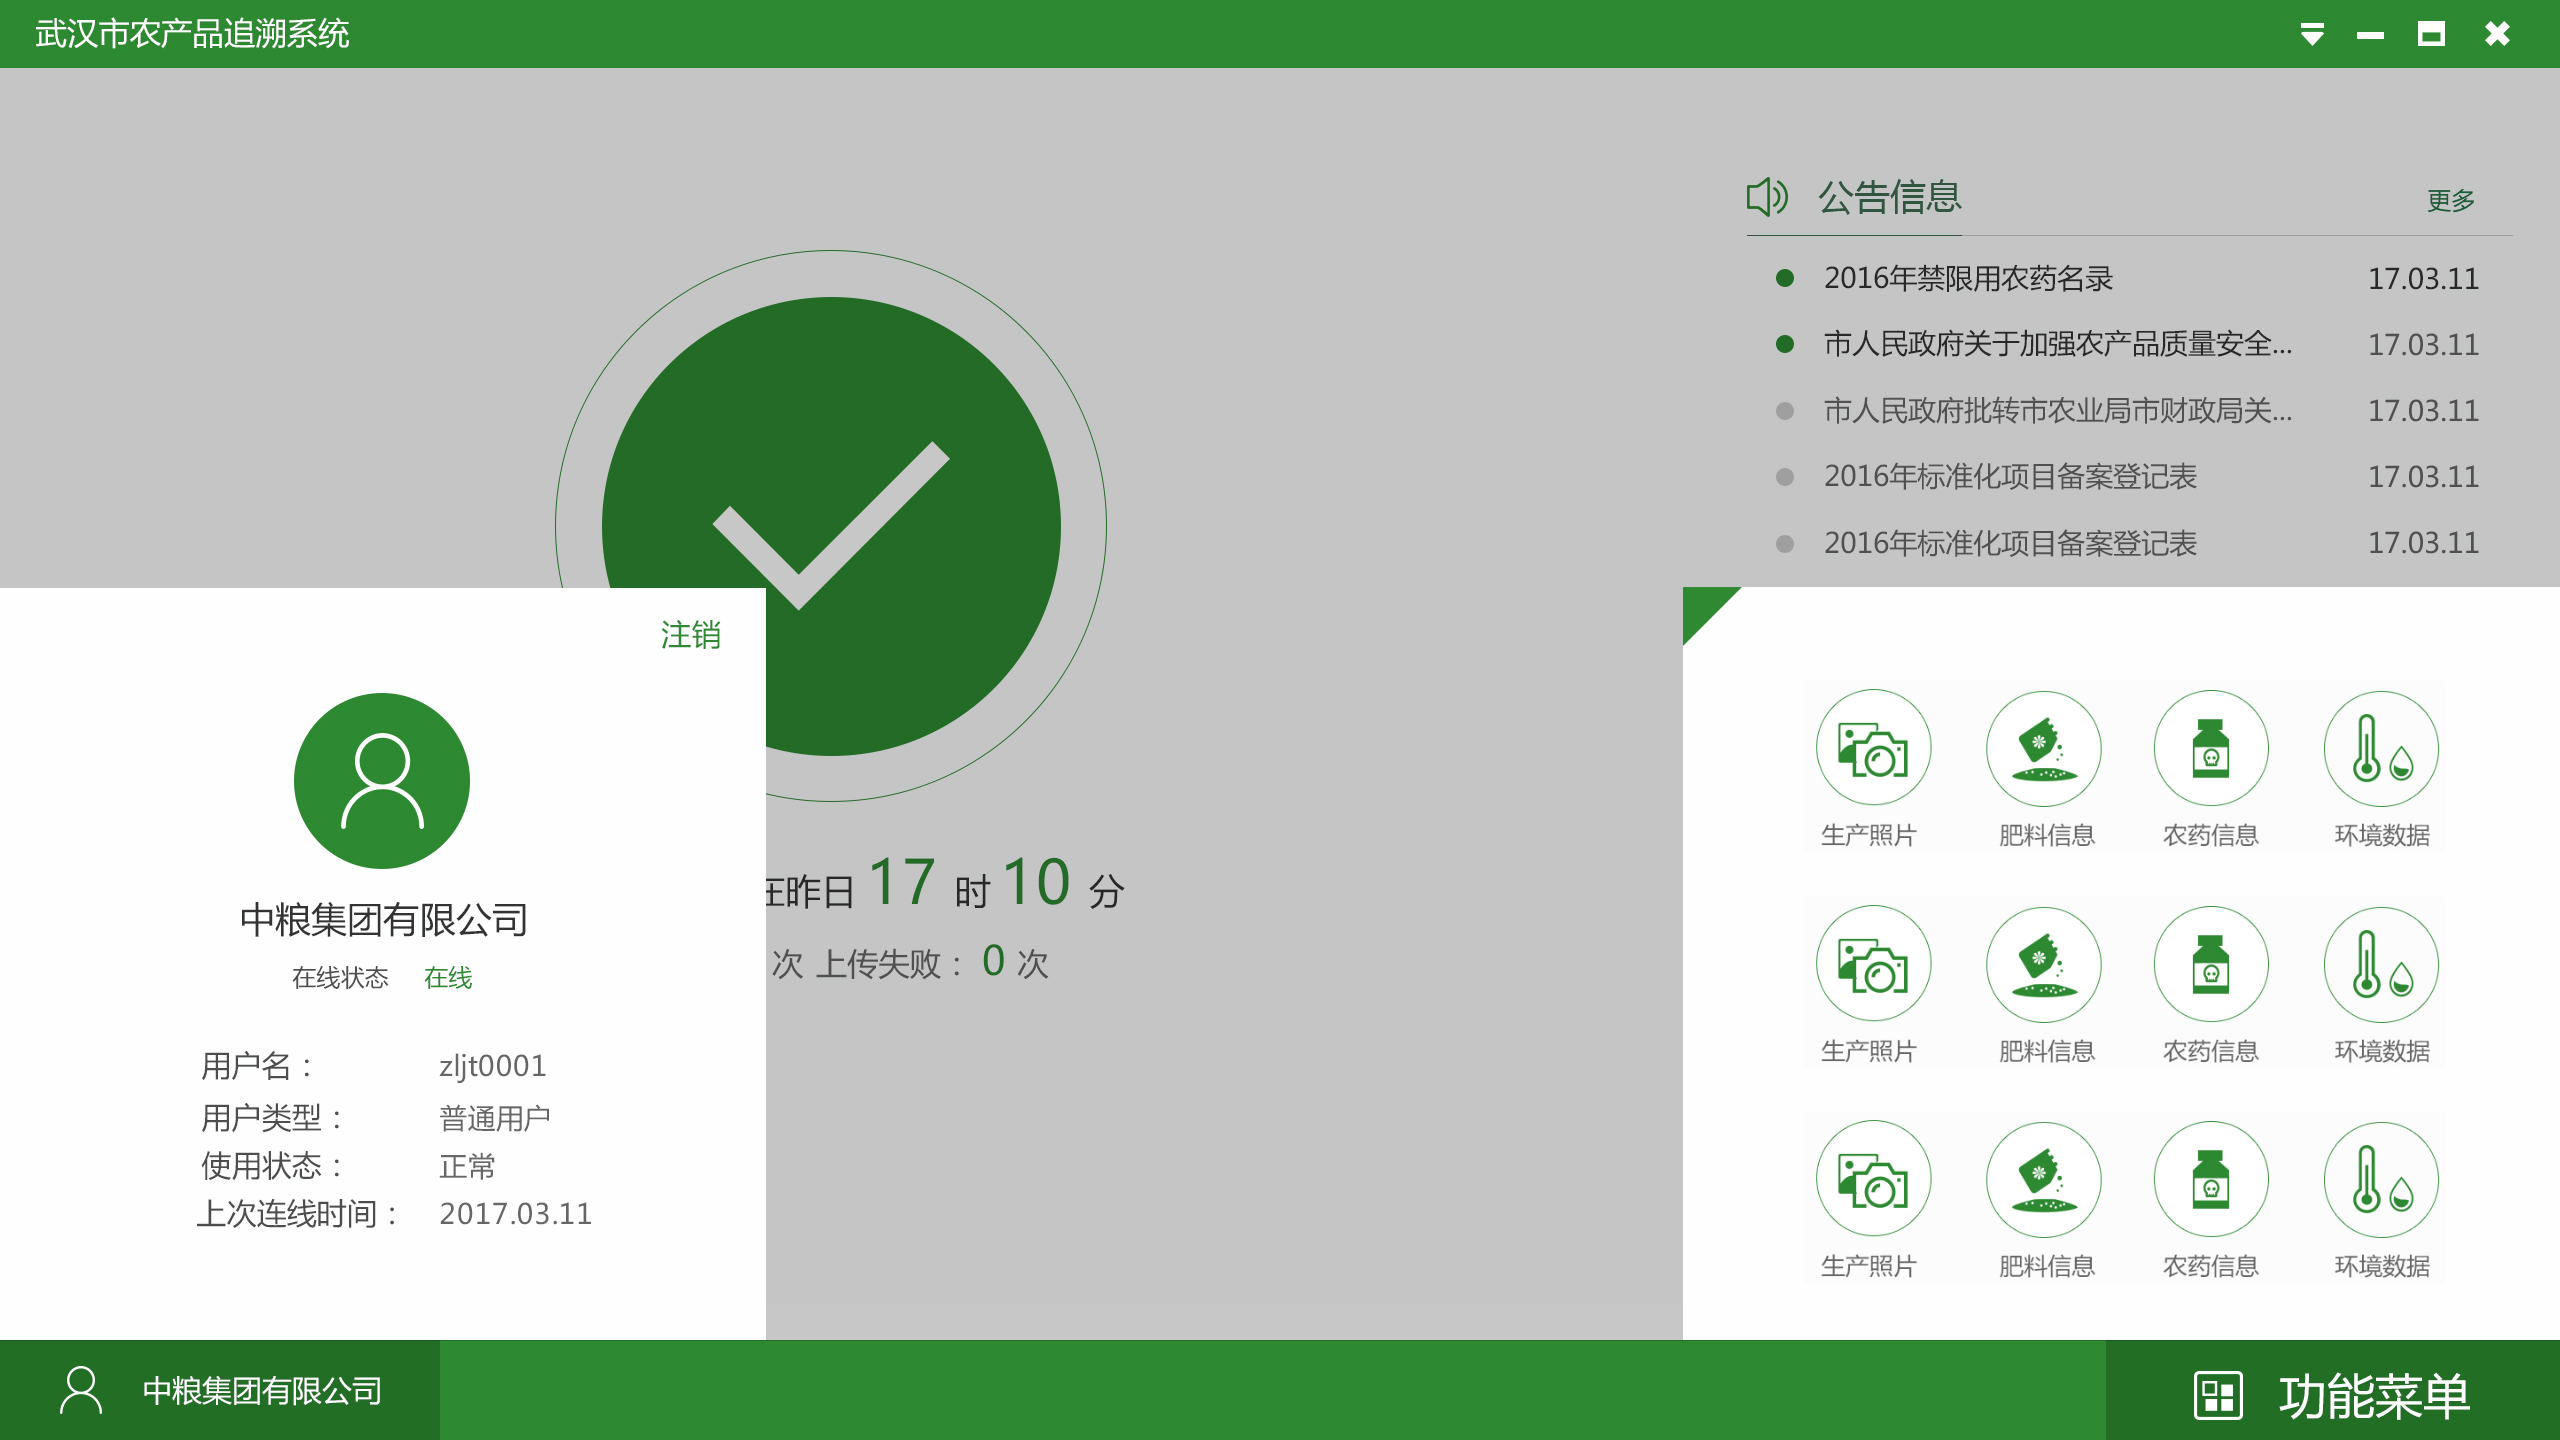 武汉市农产品追溯系统
公告信息 更多
2016年禁限用农药名录 17.03.11
市人民政府关于加强农产品质量安全... 17.03.11
市人民政府批转市农业局市财政局关... 17.03.11
2016年标准化项目备案登记表 17.03.11
2016年标准化项目备案登记表 17.03.11
在昨日 17 时 10 分
次 上传失败： 0 次
注销
中粮集团有限公司
在线状态 在线
用户名： zljt0001
用户类型： 普通用户
使用状态： 正常
上次连线时间： 2017.03.11
生产照片 肥料信息 农药信息 环境数据
生产照片 肥料信息 农药信息 环境数据
生产照片 肥料信息 农药信息 环境数据
中粮集团有限公司
功能菜单